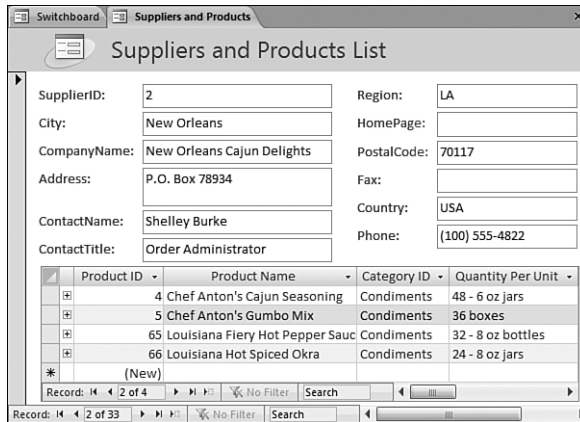 Switchboard Suppliers and Products
Suppliers and Products List
SupplierID: 2 Region: LA
City: New Orleans HomePage:
CompanyName: New Orleans Cajun Delights PostalCode: 70117
Address: P.O. Box 78934 Fax:
Country: USA
ContactName: Shelley Burke Phone: (100) 555-4822
ContactTitle: Order Administrator
Product ID Product Name Category ID Quantity Per Unit
4 Chef Anton's Cajun Seasoning Condiments 48 - 6 oz jars
5 Chef Anton's Gumbo Mix Condiments 36 boxes
65 Louisiana Fiery Hot Pepper Sauc Condiments 32 - 8 oz bottles
66 Louisiana Hot Spiced Okra Condiments 24 - 8 oz jars
(New)
Record: 2 of 4 No Filter Search
Record: 2 of 33 No Filter Search